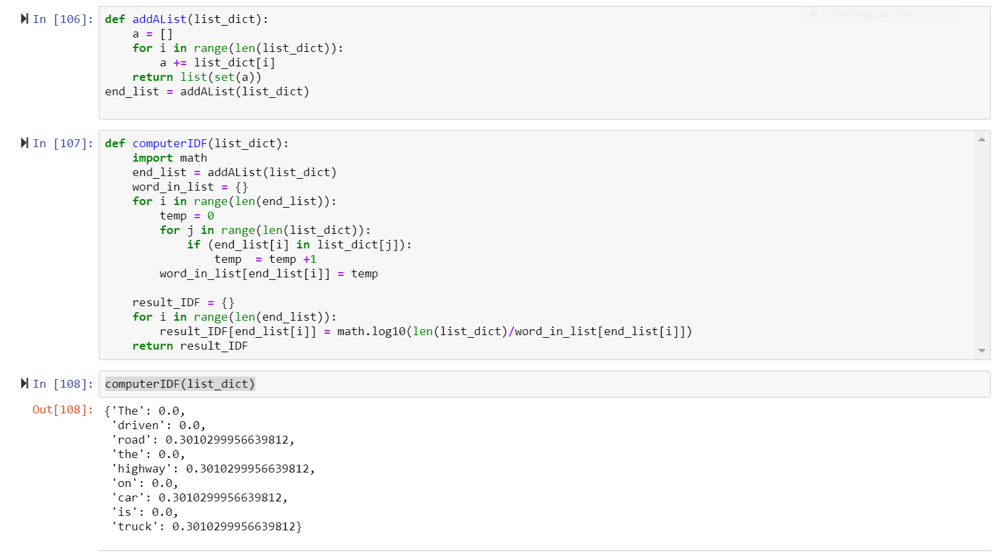 Rectangular Snip
In [106]:
def addAList(list_dict):
    a = []
    for i in range(len(list_dict)):
        a += list_dict[i]
    return list(set(a))
end_list = addAList(list_dict)
In [107]:
def computerIDF(list_dict):
    import math
    end_list = addAList(list_dict)
    word_in_list = {}
    for i in range(len(end_list)):
        temp = 0
        for j in range(len(list_dict)):
            if (end_list[i] in list_dict[j]):
                temp  = temp +1
        word_in_list[end_list[i]] = temp
    result_IDF = {}
    for i in range(len(end_list)):
        result_IDF[end_list[i]] = math.log10(len(list_dict)/word_in_list[end_list[i]])
    return result_IDF
In [108]:
computerIDF(list_dict)
Out[108]:
{'The': 0.0,
 'driven': 0.0,
 'road': 0.3010299956639812,
 'the': 0.0,
 'highway': 0.3010299956639812,
 'on': 0.0,
 'car': 0.3010299956639812,
 'is': 0.0,
 'truck': 0.3010299956639812}